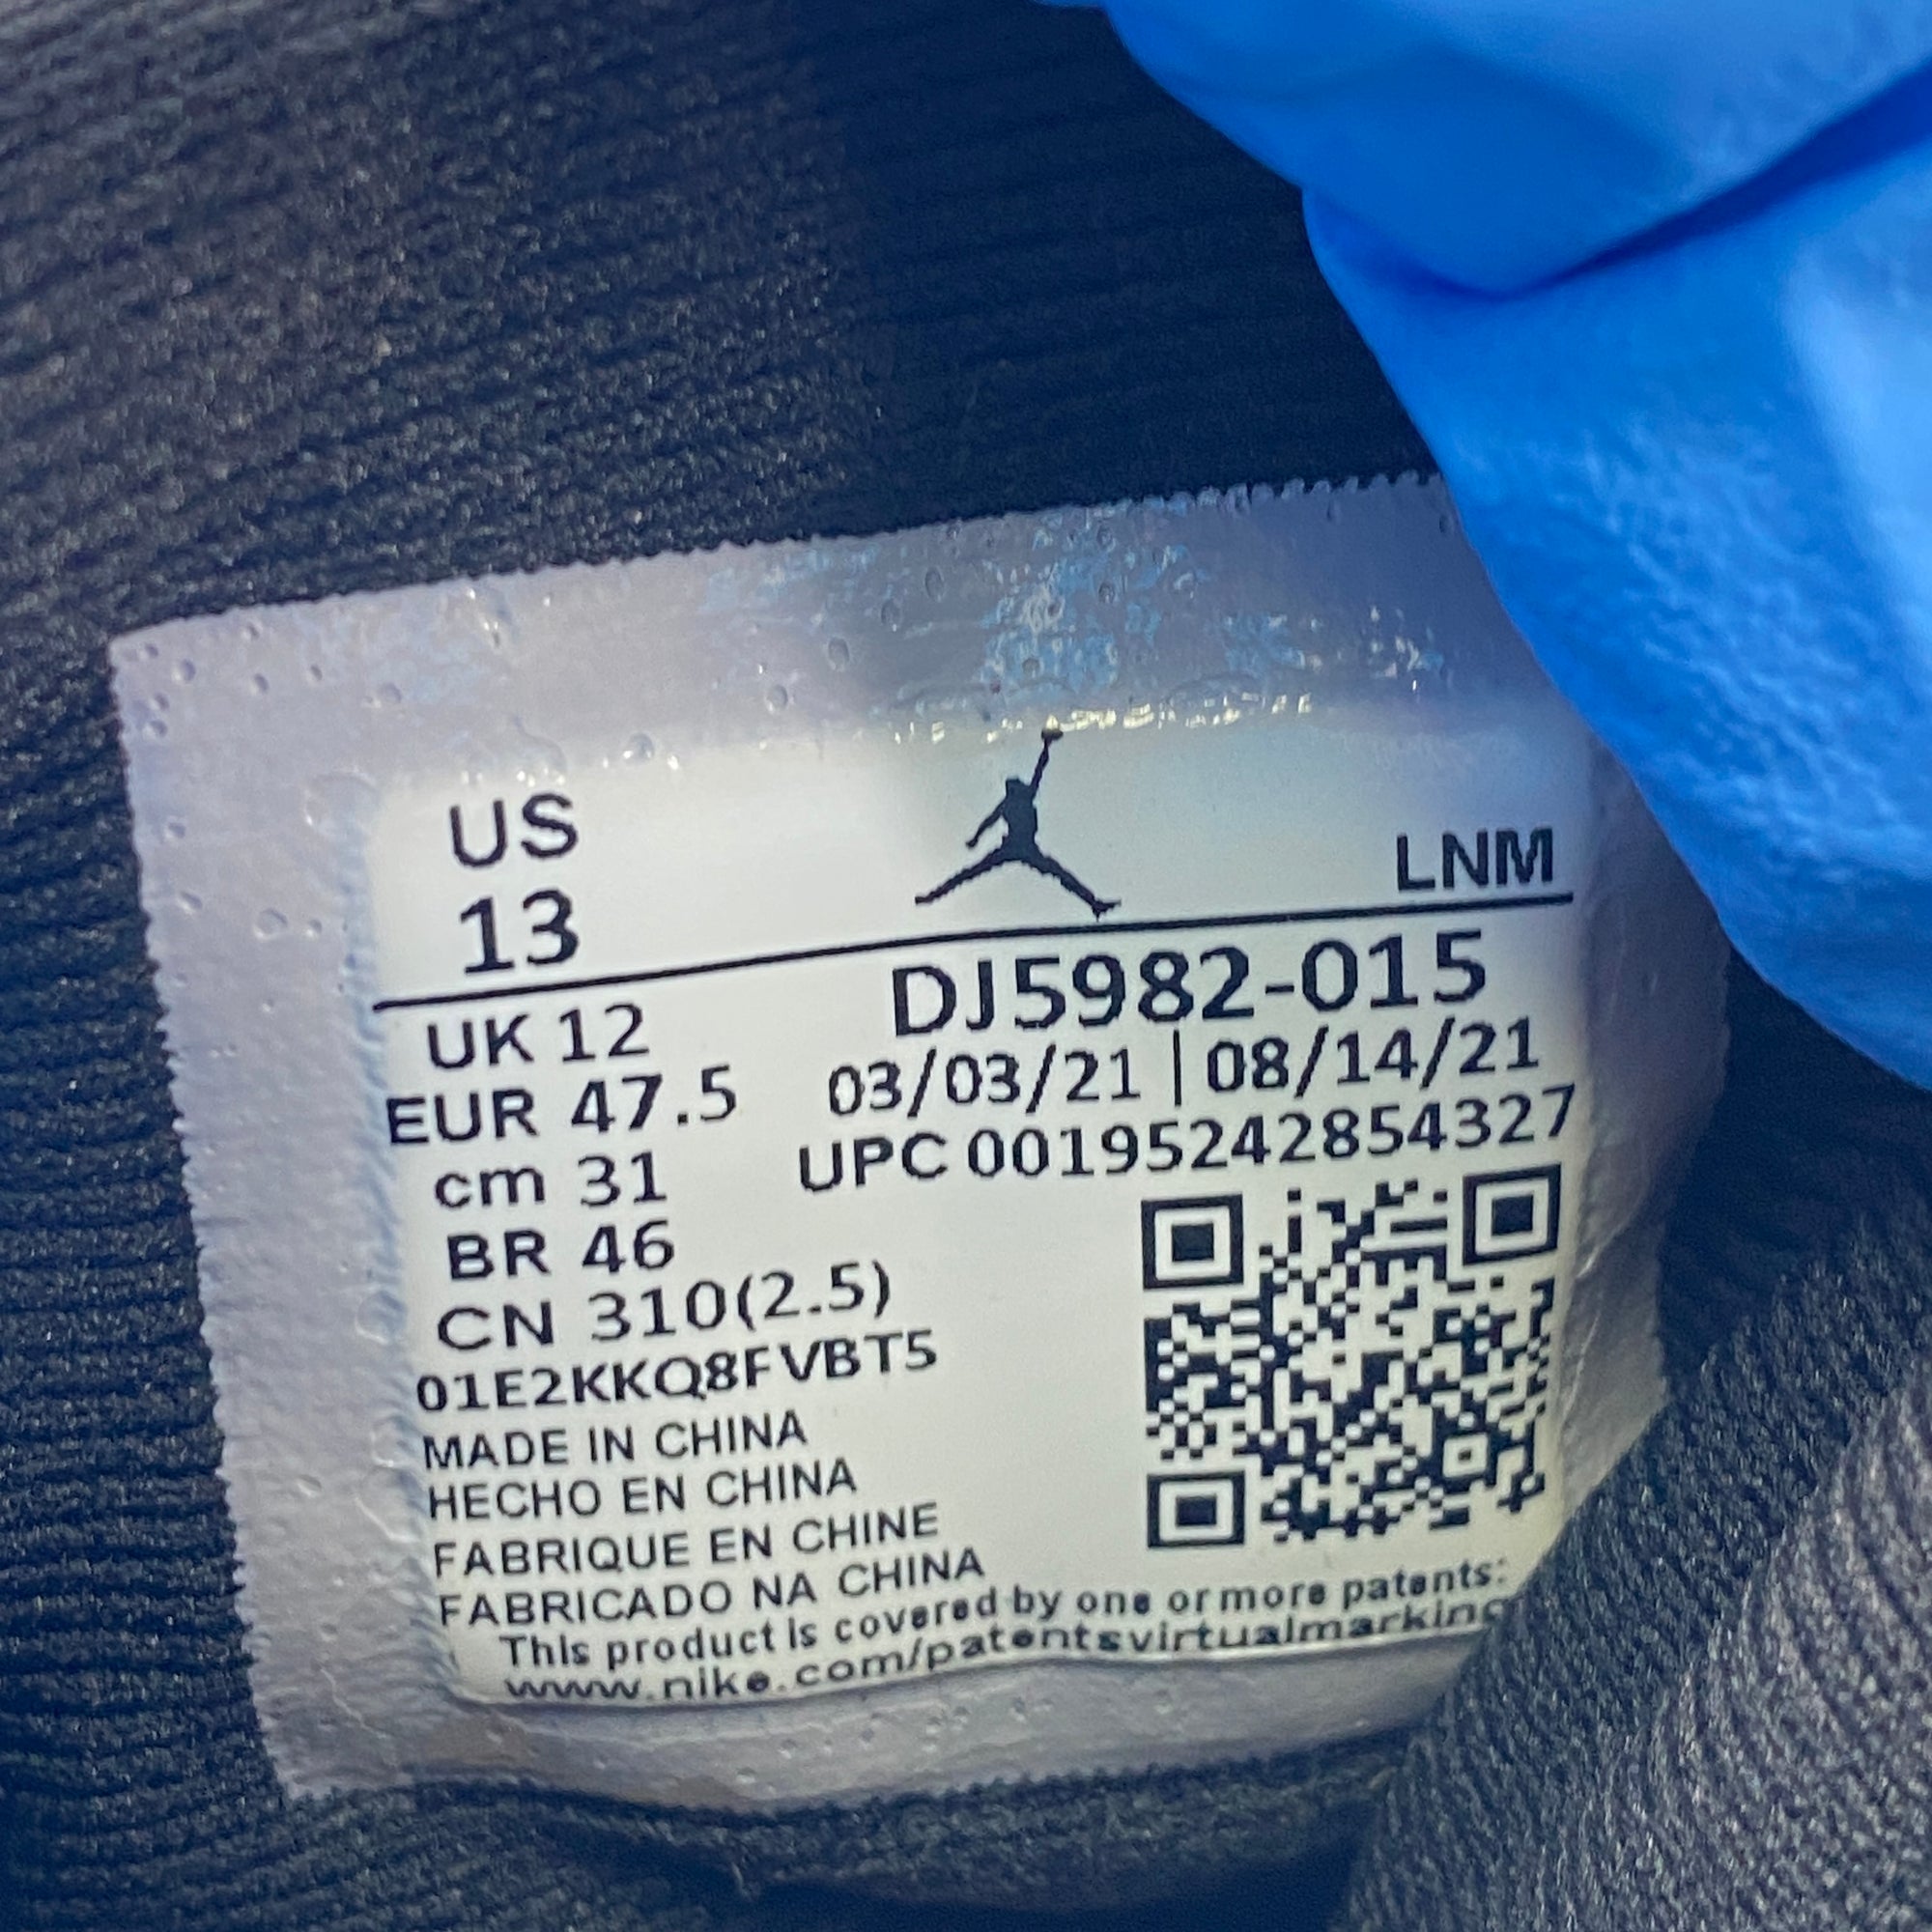 US
13
LNM
UK 12
EUR 47.5
cm 31
BR 46
CN 310(2.5)
01E2KKQ8FVBT5
MADE IN CHINA
HECHO EN CHINA
FABRIQUE EN CHINE
FABRICADO NA CHINA
DJ5982-015
03/03/21 | 08/14/21
UPC 00195242854327
This product is covered by one or more patents:
www.nike.com/patentsvirtualmarking